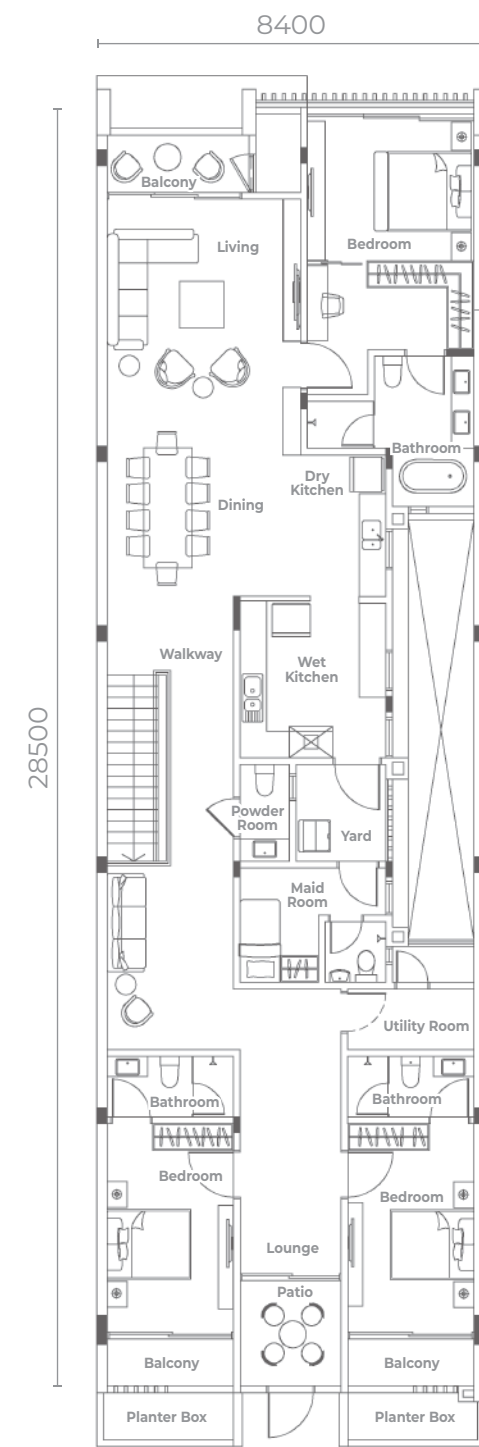 8400
Balcony
Living
Bedroom
Bathroom
Dry
Kitchen
Dining
Walkway
Wet
Kitchen
28500
Powder
Room
Yard
Maid
Room
Utility Room
Bathroom
Bathroom
Bedroom
Bedroom
Lounge
Patio
Balcony
Balcony
Planter Box
Planter Box